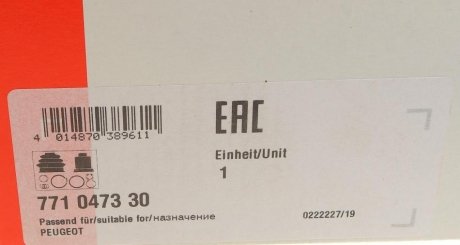 EAC
4 014870 389611
Einheit/Unit
1
771 0473 30
Passend für/suitable for/назначение
PEUGEOT
0222227/19